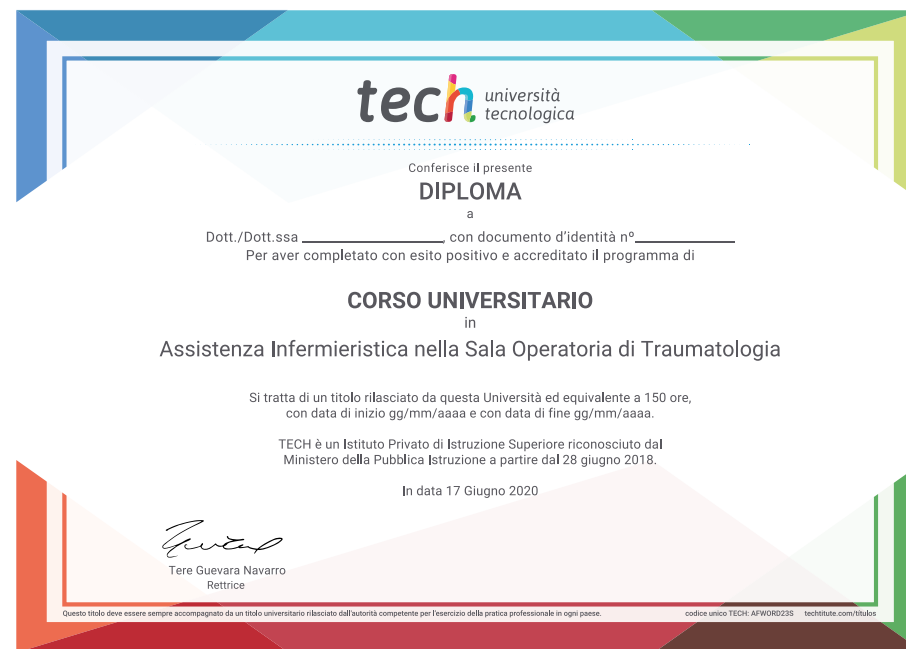 tech università
tecnologica
Conferisce il presente
DIPLOMA
a
Dott./Dott.ssa ____________________, con documento d'identità nº______________
Per aver completato con esito positivo e accreditato il programma di
CORSO UNIVERSITARIO
in
Assistenza Infermieristica nella Sala Operatoria di Traumatologia
Si tratta di un titolo rilasciato da questa Università ed equivalente a 150 ore,
con data di inizio gg/mm/aaaa e con data di fine gg/mm/aaaa.
TECH è un Istituto Privato di Istruzione Superiore riconosciuto dal
Ministero della Pubblica Istruzione a partire dal 28 giugno 2018.
In data 17 Giugno 2020
Tere Guevara Navarro
Rettrice
Questo titolo deve essere sempre accompagnato da un titolo universitario rilasciato dall'autorità competente per l'esercizio della pratica professionale in ogni paese. codice unico TECH: AFWORD23S techtitute.com/titulos